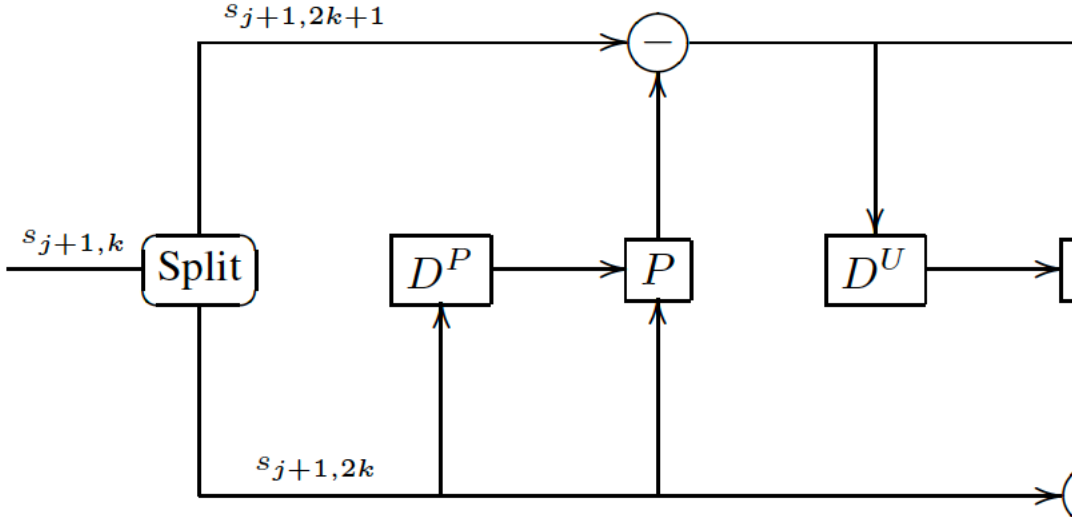 s_{j+1,2k+1}
−
s_{j+1,k}
Split
D^P
P
D^U
s_{j+1,2k}